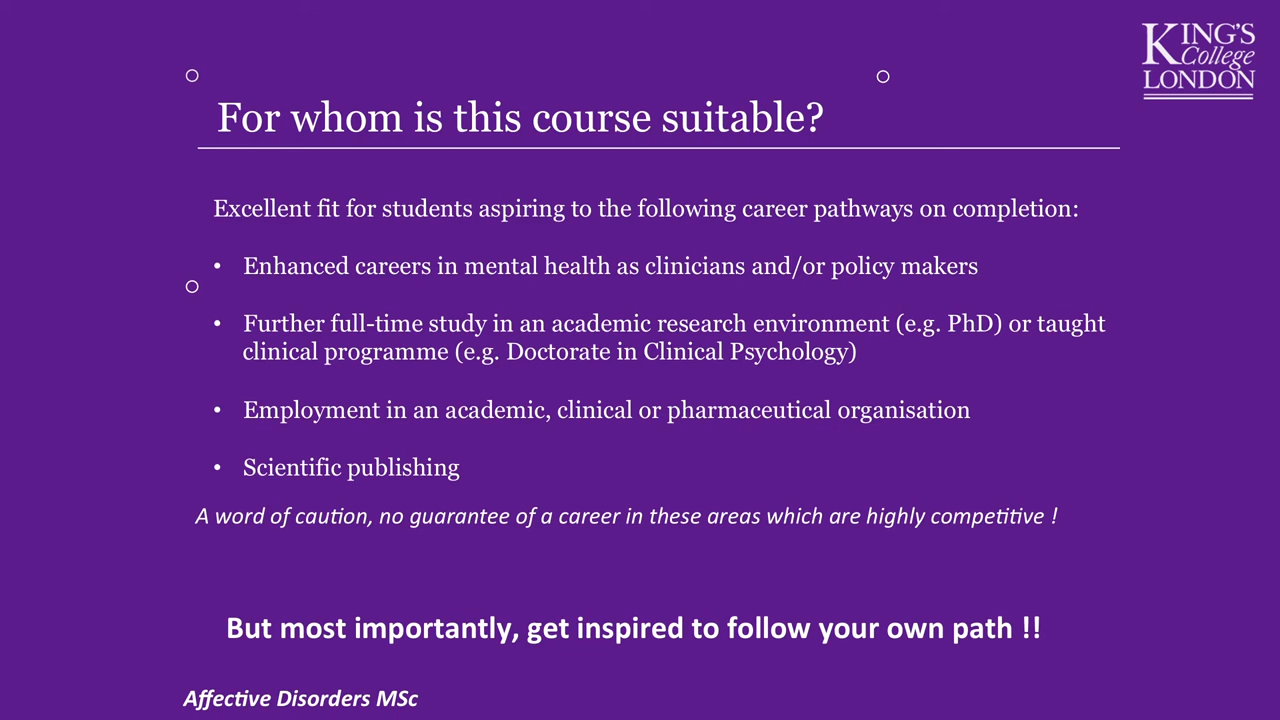 KING'S
College
LONDON
For whom is this course suitable?
Excellent fit for students aspiring to the following career pathways on completion:
• Enhanced careers in mental health as clinicians and/or policy makers
• Further full-time study in an academic research environment (e.g. PhD) or taught
clinical programme (e.g. Doctorate in Clinical Psychology)
• Employment in an academic, clinical or pharmaceutical organisation
• Scientific publishing
A word of caution, no guarantee of a career in these areas which are highly competitive !
But most importantly, get inspired to follow your own path !!
Affective Disorders MSc